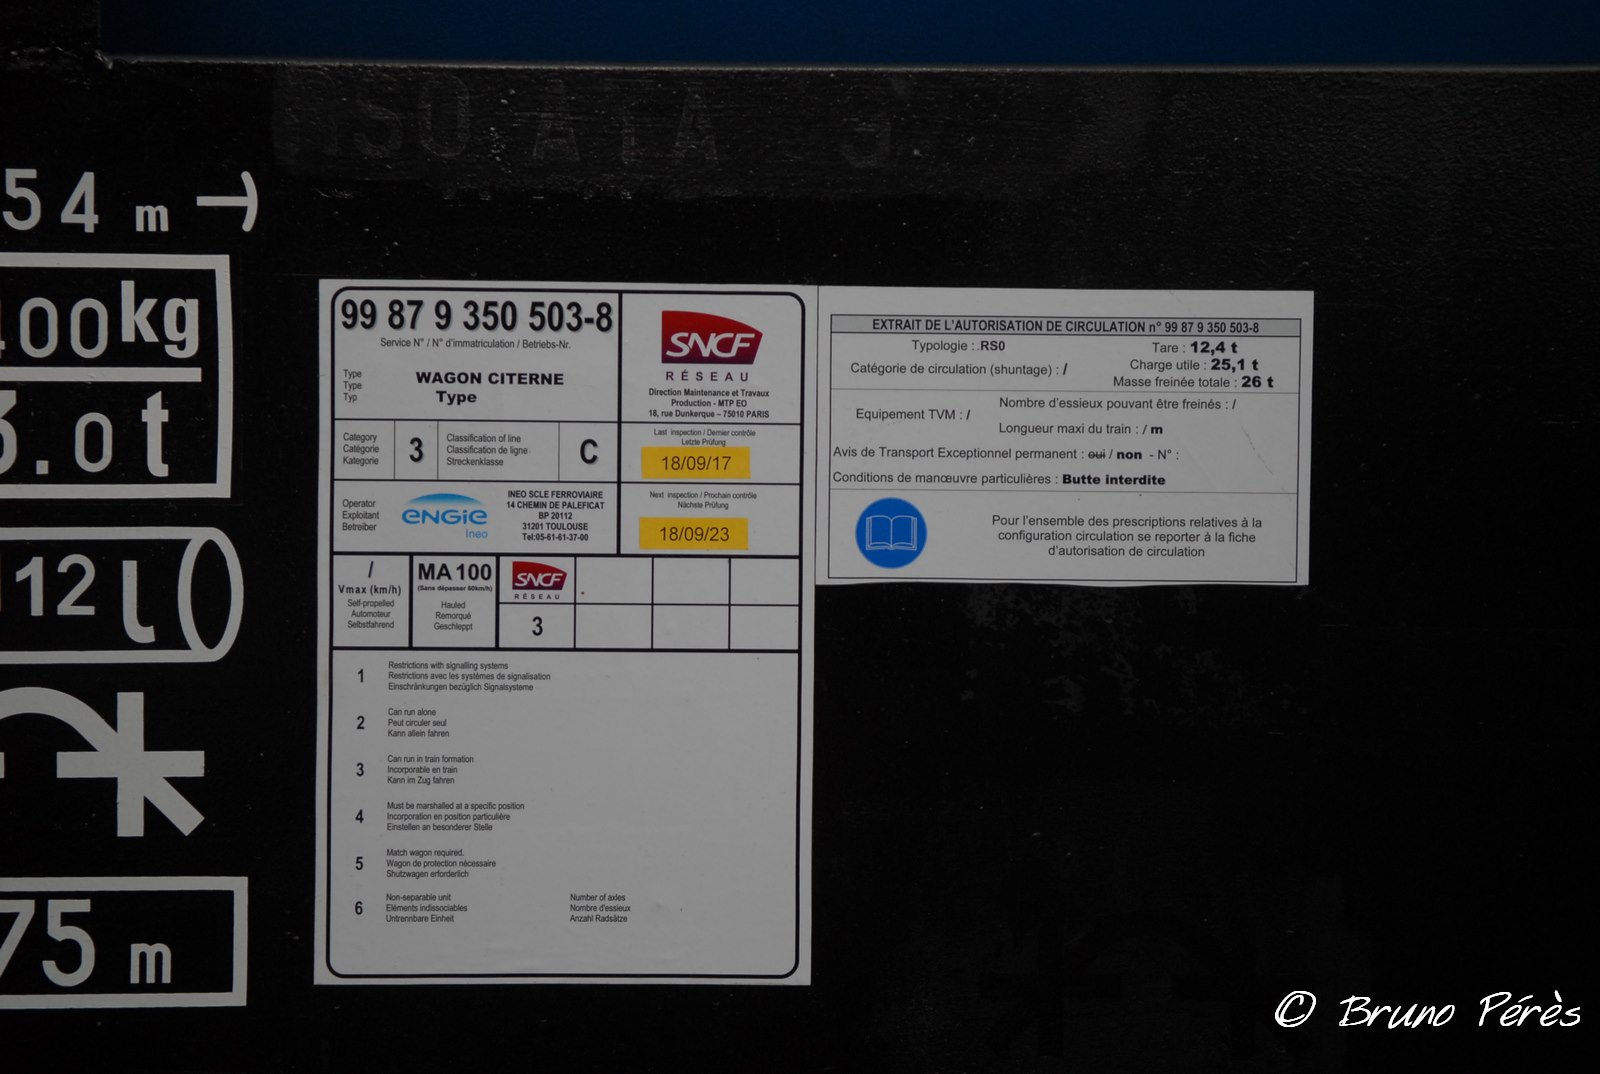 54 m
00 kg
3.0 t
12 l
75 m
99 87 9 350 503-8
Service N° / N° d'immatriculation / Betriebs-Nr.
Type
Type
Typ
WAGON CITERNE
Type
SNCF
RÉSEAU
Direction Maintenance et Travaux
Production - MTP EO
18, rue Dunkerque – 75010 PARIS
Category
Catégorie
Kategorie
3
Classification of line
Classification de ligne
Streckenklasse
C
Last inspection / Dernier contrôle
Letzte Prüfung
18/09/17
Operator
Exploitant
Betreiber
ENGIE
Ineo
INEO SCLE FERROVIAIRE
14 CHEMIN DE PALEFICAT
BP 20112
31201 TOULOUSE
Tel:05-61-61-37-00
Next inspection / Prochain contrôle
Nächste Prüfung
18/09/23
/
Vmax (km/h)
Self-propelled
Automoteur
Selbstfahrend
MA 100
(Sans dépasser 60km/h)
Hauled
Remorqué
Geschleppt
SNCF
RÉSEAU
3
1
Restrictions with signalling systems
Restrictions avec les systèmes de signalisation
Einschränkungen bezüglich Signalsysteme
2
Can run alone
Peut circuler seul
Kann allein fahren
3
Can run in train formation
Incorporable en train
Kann im Zug fahren
4
Must be marshalled at a specific position
Incorporation en position particulière
Einstellen an besonderer Stelle
5
Match wagon required.
Wagon de protection nécessaire
Shutzwagen erforderlich
6
Non-separable unit
Eléments indissociables
Untrennbare Einheit
Number of axles
Nombre d'essieux
Anzahl Radsätze
EXTRAIT DE L'AUTORISATION DE CIRCULATION n° 99 87 9 350 503-8
Typologie : .RS0
Catégorie de circulation (shuntage) : /
Tare : 12,4 t
Charge utile : 25,1 t
Masse freinée totale : 26 t
Equipement TVM : /
Nombre d'essieux pouvant être freinés : /
Longueur maxi du train : / m
Avis de Transport Exceptionnel permanent : oui / non - N° :
Conditions de manœuvre particulières : Butte interdite
Pour l'ensemble des prescriptions relatives à la
configuration circulation se reporter à la fiche
d'autorisation de circulation
© Bruno Pérès